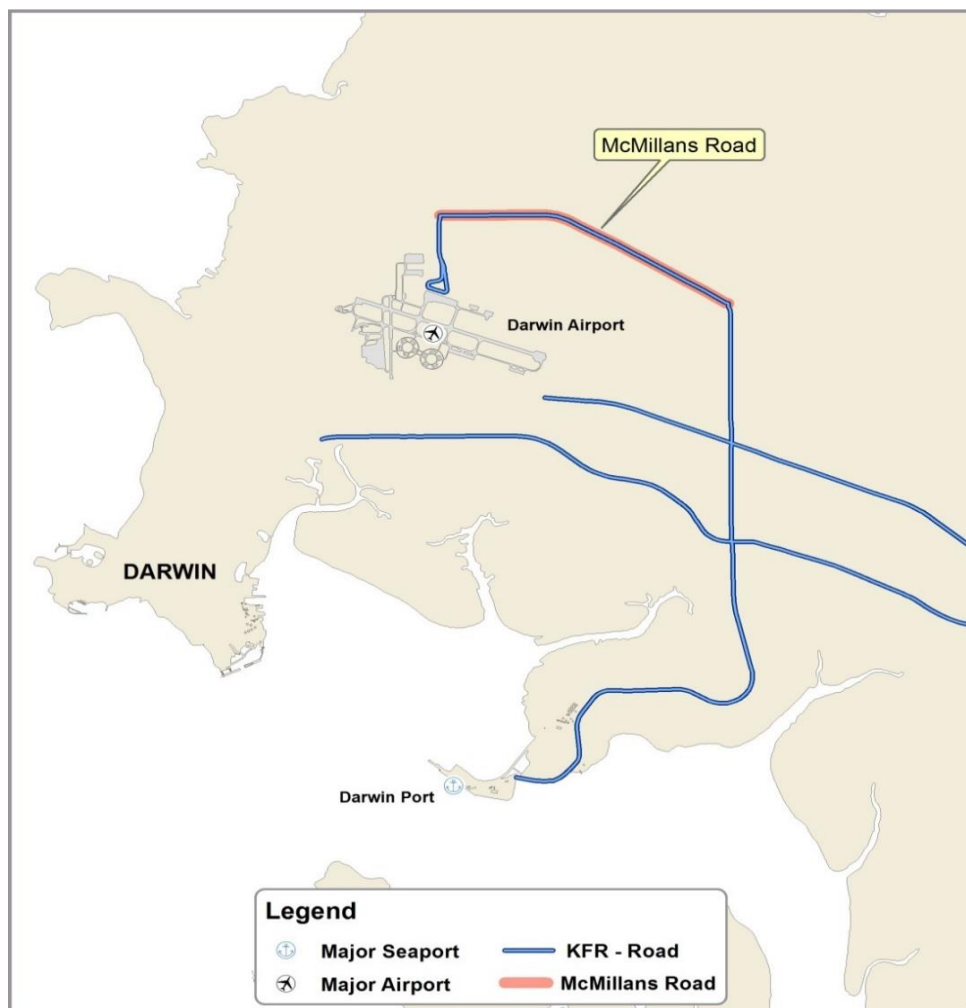 McMillans Road
Darwin Airport
DARWIN
Darwin Port
Legend
Major Seaport
KFR - Road
Major Airport
McMillans Road